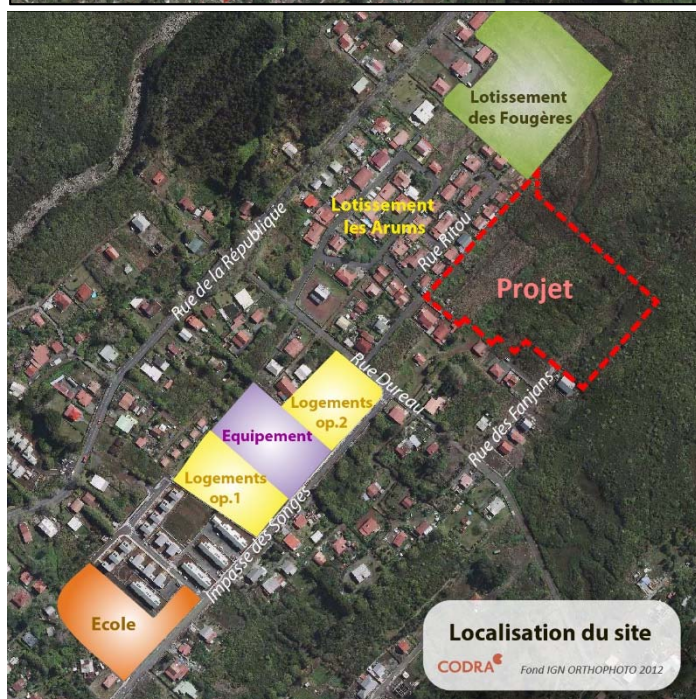 Lotissement
des Fougères
Lotissement
les Arums
Rue Ritou
Rue de la République
Projet
Rue Dureau
Logements
op.2
Equipement
Rue des Fanjans
Logements
op.1
Impasse des Songes
Ecole
Localisation du site
CODRA
Fond IGN ORTHOPHOTO 2012